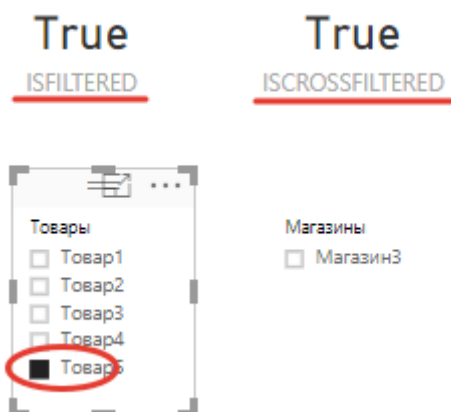 True
True
ISFILTERED
ISCROSSFILTERED
Товары
Магазины
Товар1
Магазин3
Товар2
Товар3
Товар4
Товар5